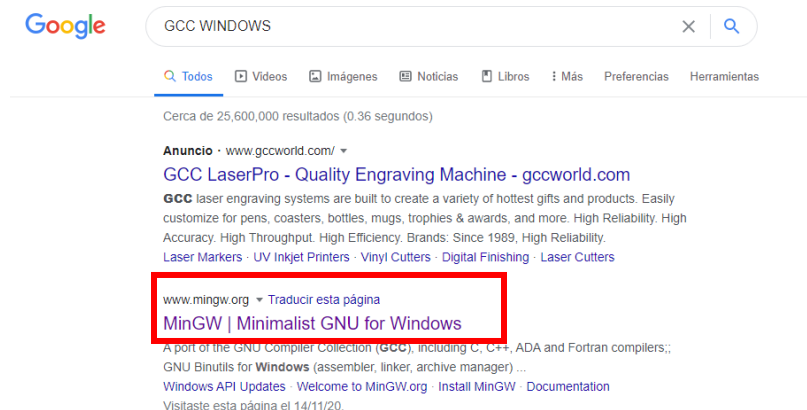 Google
GCC WINDOWS
Todos Videos Imágenes Noticias Libros Más Preferencias Herramientas
Cerca de 25,600,000 resultados (0.36 segundos)
Anuncio · www.gccworld.com/
GCC LaserPro - Quality Engraving Machine - gccworld.com
GCC laser engraving systems are built to create a variety of hottest gifts and products. Easily
customize for pens, coasters, bottles, mugs, trophies & awards, and more. High Reliability. High
Accuracy. High Throughput. High Efficiency. Brands: Since 1989, High Reliability.
Laser Markers · UV Inkjet Printers · Vinyl Cutters · Digital Finishing · Laser Cutters
www.mingw.org Traducir esta página
MinGW | Minimalist GNU for Windows
A port of the GNU Compiler Collection (GCC), including C, C++, ADA and Fortran compilers;;
GNU Binutils for Windows (assembler, linker, archive manager) ...
Windows API Updates · Welcome to MinGW.org · Install MinGW · Documentation
Visitaste esta página el 14/11/20.